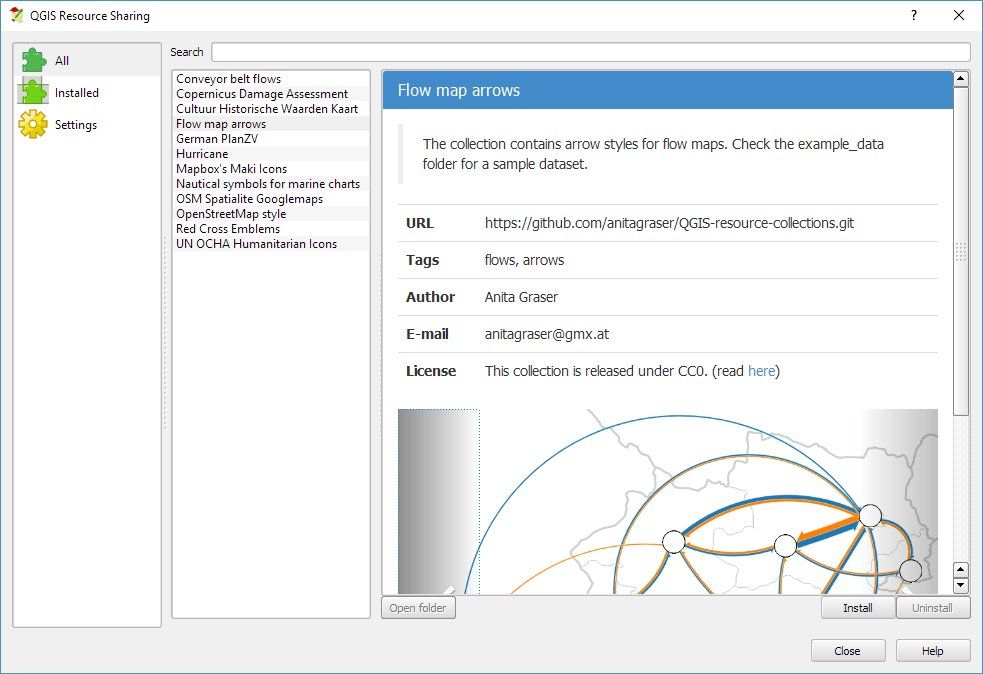 QGIS Resource Sharing
?
All
Installed
Settings
Search
Conveyor belt flows
Copernicus Damage Assessment
Cultuur Historische Waarden Kaart
Flow map arrows
German PlanZV
Hurricane
Mapbox's Maki Icons
Nautical symbols for marine charts
OSM Spatialite Googlemaps
OpenStreetMap style
Red Cross Emblems
UN OCHA Humanitarian Icons
Flow map arrows
The collection contains arrow styles for flow maps. Check the example_data
folder for a sample dataset.
URL https://github.com/anitagraser/QGIS-resource-collections.git
Tags flows, arrows
Author Anita Graser
E-mail anitagraser@gmx.at
License This collection is released under CC0. (read here)
Open folder Install Uninstall
Close Help